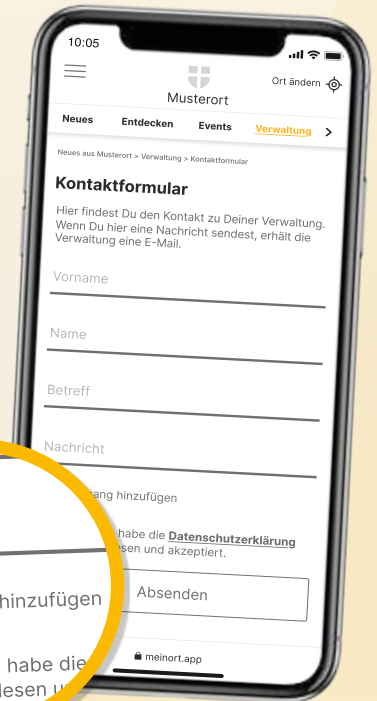 10:05
Ort ändern
Musterort
Neues Entdecken Events Verwaltung >
Neues aus Musterort > Verwaltung > Kontaktformular
Kontaktformular
Hier findest Du den Kontakt zu Deiner Verwaltung.
Wenn Du hier eine Nachricht sendest, erhält die
Verwaltung eine E-Mail.
Vorname
Name
Betreff
Nachricht
hinzufügen
habe die Datenschutzerklärung
und akzeptiert.
Absenden
meinort.app
hinzufügen
habe die